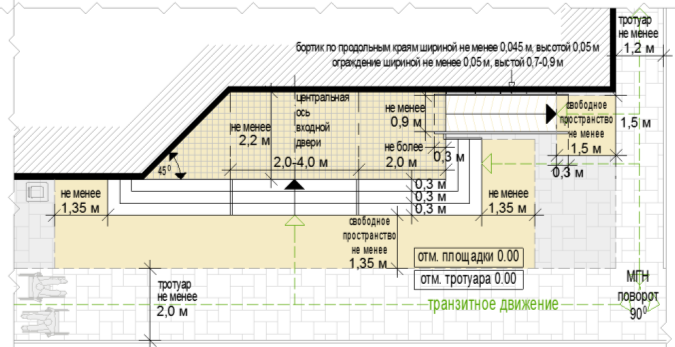 тротуар
не менее
1,2 м
бортик по продольным краям шириной не менее 0,045 м, высотой 0,05 м
ограждение шириной не менее 0,05 м, выстой 0,7-0,9 м
центральная
ось
входной
двери
не менее
2,2 м
2,0-4,0 м
не менее
0,9 м
не более
2,0 м
0,3 м
свободное
пространство
не менее
1,5 м
1,5 м
0,3 м
45⁰
0,3 м
0,3 м
0,3 м
не менее
1,35 м
не менее
1,35 м
свободное
пространство
не менее
1,35 м
отм. площадки 0.00
отм. тротуара 0.00
тротуар
не менее
2,0 м
транзитное движение
МГН
поворот
90⁰